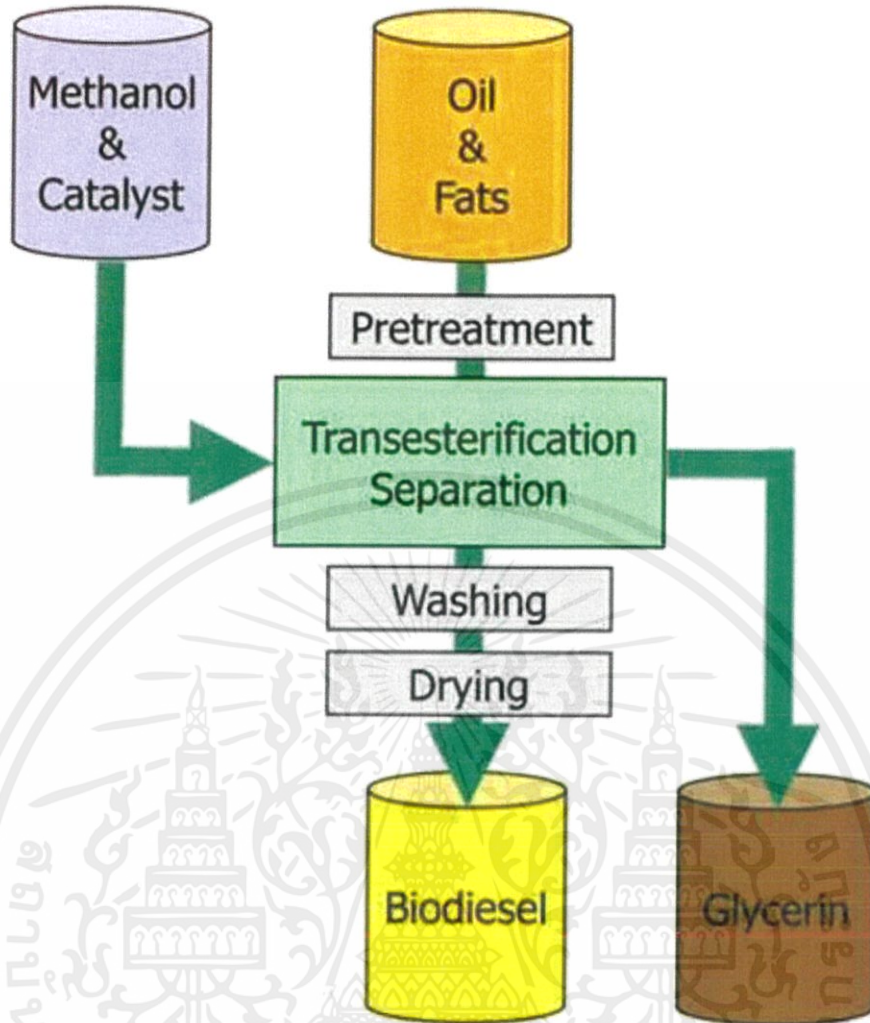 Methanol
&
Catalyst
Oil
&
Fats
Pretreatment
Transesterification
Separation
Washing
Drying
Biodiesel
Glycerin